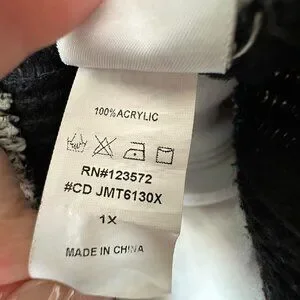 100% ACRYLIC
RN#123572
#CD JMT6130X
1X
MADE IN CHINA